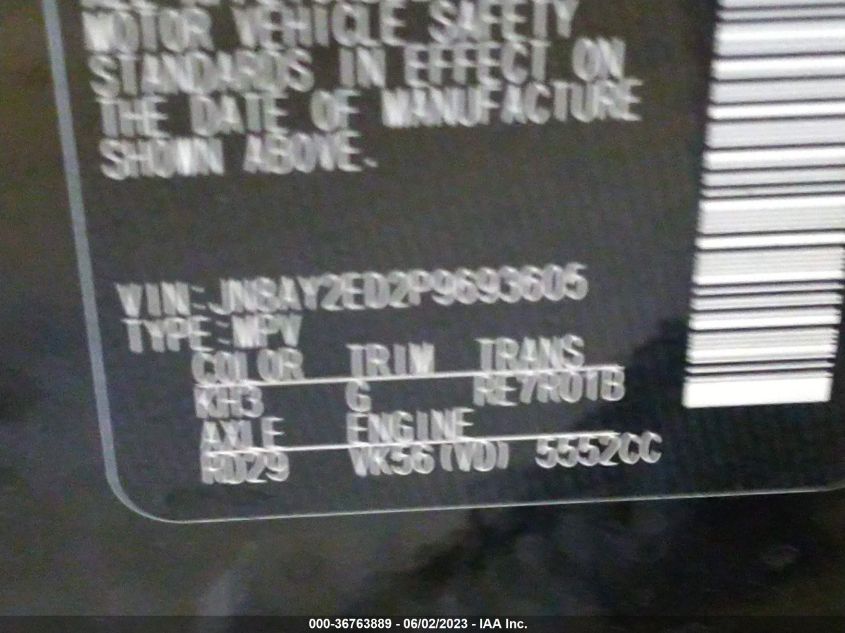 MOTOR VEHICLE SAFETY
STANDARDS IN EFFECT ON
THE DATE OF MANUFACTURE
SHOWN ABOVE.
VIN:JN8AY2ED2P9693605
TYPE:MPV
COLOR TRIM TRANS
KH3 G RE7R01B
AXLE ENGINE
RD29 VK56(VD) 5552CC
000-36763889 - 06/02/2023 - IAA Inc.